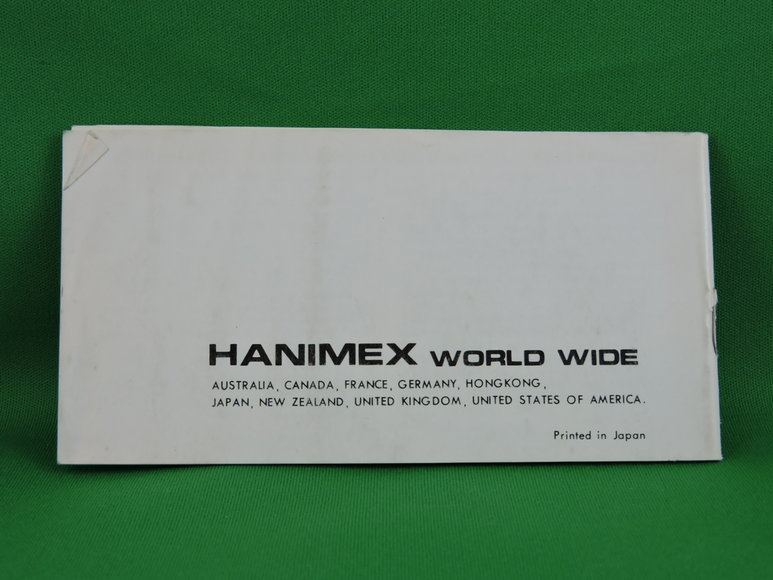 HANIMEX WORLD WIDE
AUSTRALIA, CANADA, FRANCE, GERMANY, HONGKONG,
JAPAN, NEW ZEALAND, UNITED KINGDOM, UNITED STATES OF AMERICA.
Printed in Japan